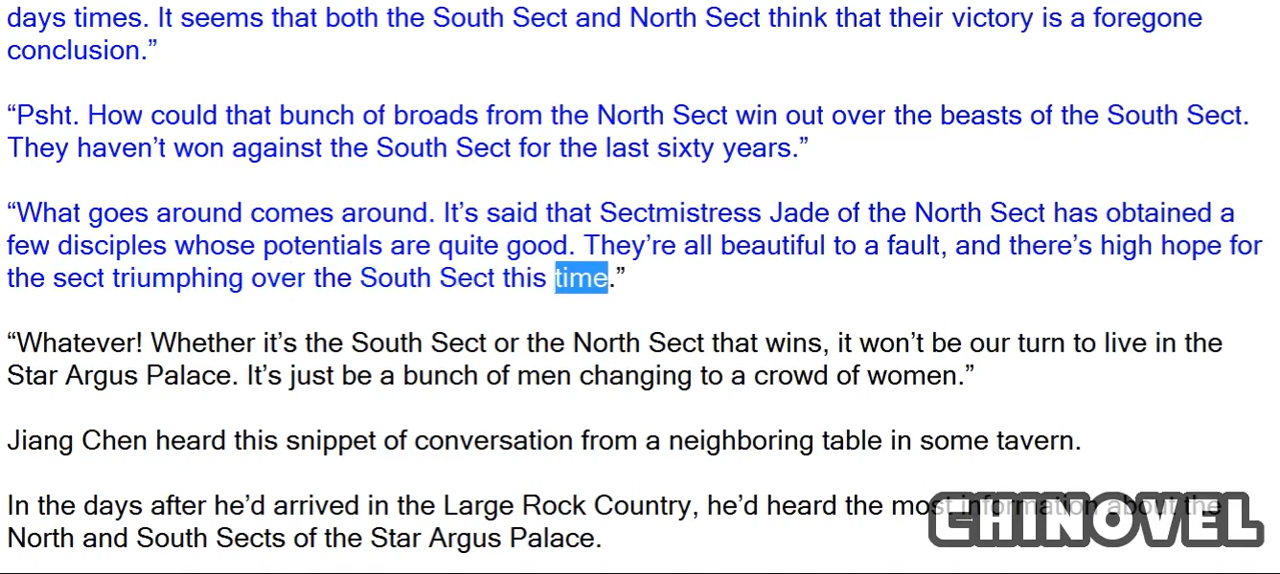 days times. It seems that both the South Sect and North Sect think that their victory is a foregone
conclusion.”
“Psht. How could that bunch of broads from the North Sect win out over the beasts of the South Sect.
They haven’t won against the South Sect for the last sixty years.”
“What goes around comes around. It’s said that Sectmistress Jade of the North Sect has obtained a
few disciples whose potentials are quite good. They’re all beautiful to a fault, and there’s high hope for
the sect triumphing over the South Sect this time.”
“Whatever! Whether it’s the South Sect or the North Sect that wins, it won’t be our turn to live in the
Star Argus Palace. It’s just be a bunch of men changing to a crowd of women.”
Jiang Chen heard this snippet of conversation from a neighboring table in some tavern.
In the days after he’d arrived in the Large Rock Country, he’d heard the most information about the
North and South Sects of the Star Argus Palace.
CHINOVEL